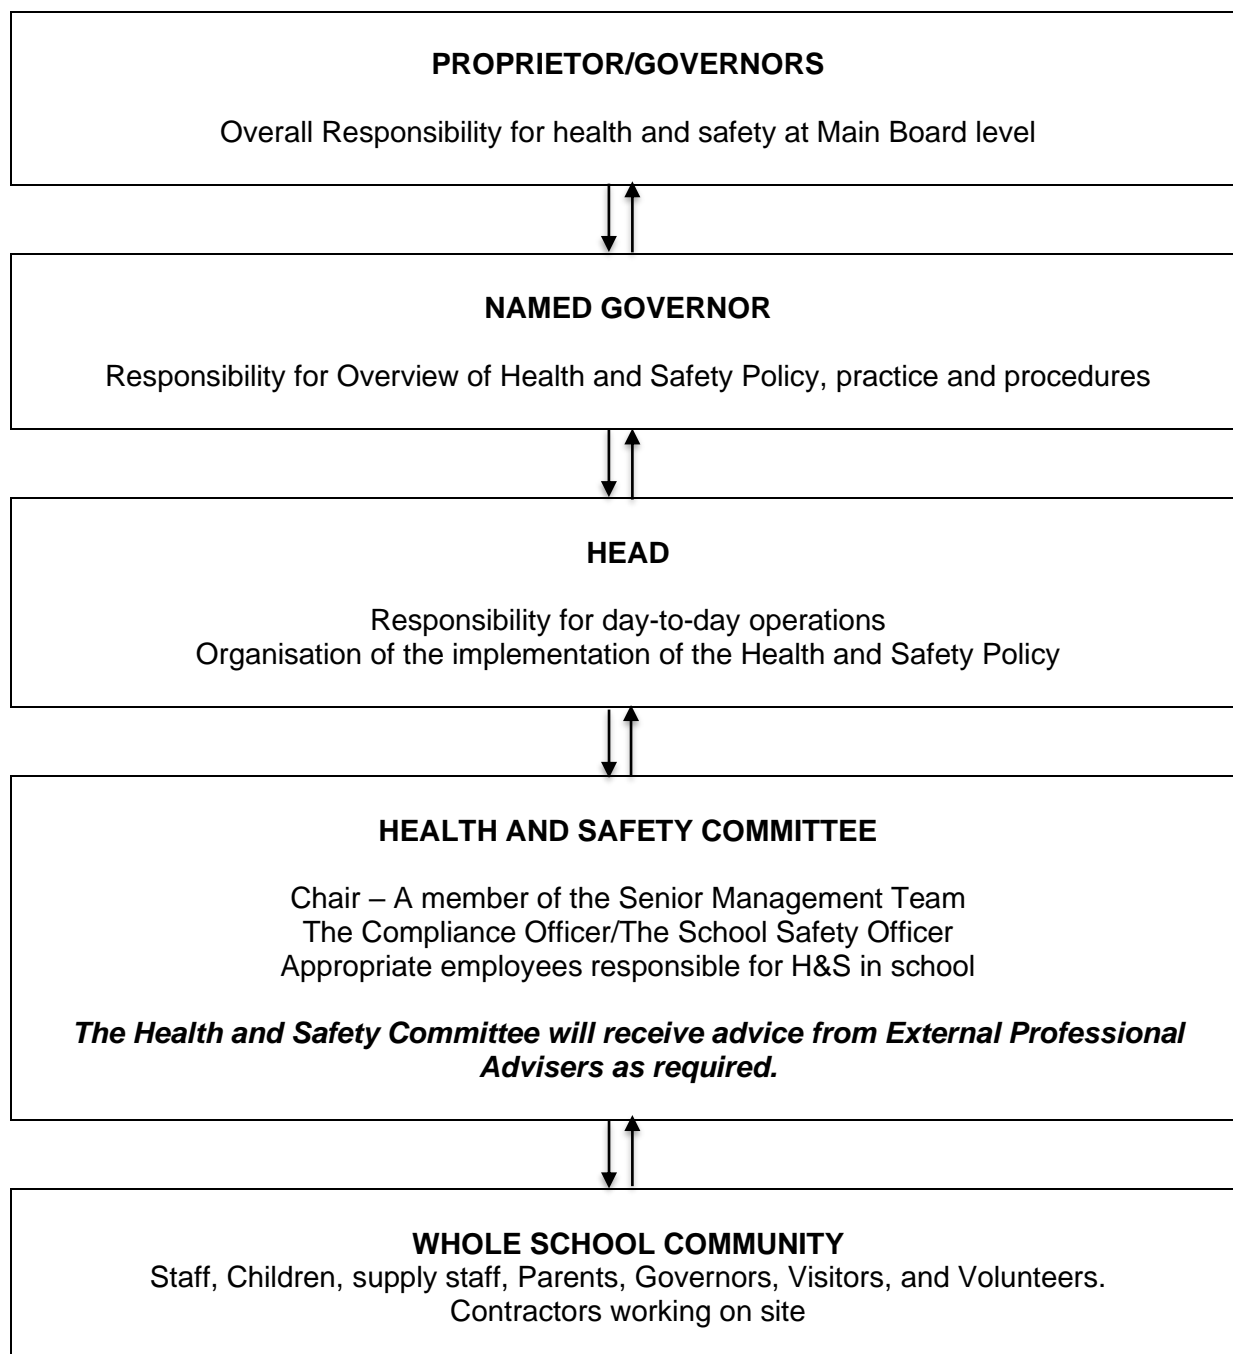 PROPRIETOR/GOVERNORS
Overall Responsibility for health and safety at Main Board level
NAMED GOVERNOR
Responsibility for Overview of Health and Safety Policy, practice and procedures
HEAD
Responsibility for day-to-day operations
Organisation of the implementation of the Health and Safety Policy
HEALTH AND SAFETY COMMITTEE
Chair – A member of the Senior Management Team
The Compliance Officer/The School Safety Officer
Appropriate employees responsible for H&S in school
The Health and Safety Committee will receive advice from External Professional
Advisers as required.
WHOLE SCHOOL COMMUNITY
Staff, Children, supply staff, Parents, Governors, Visitors, and Volunteers.
Contractors working on site